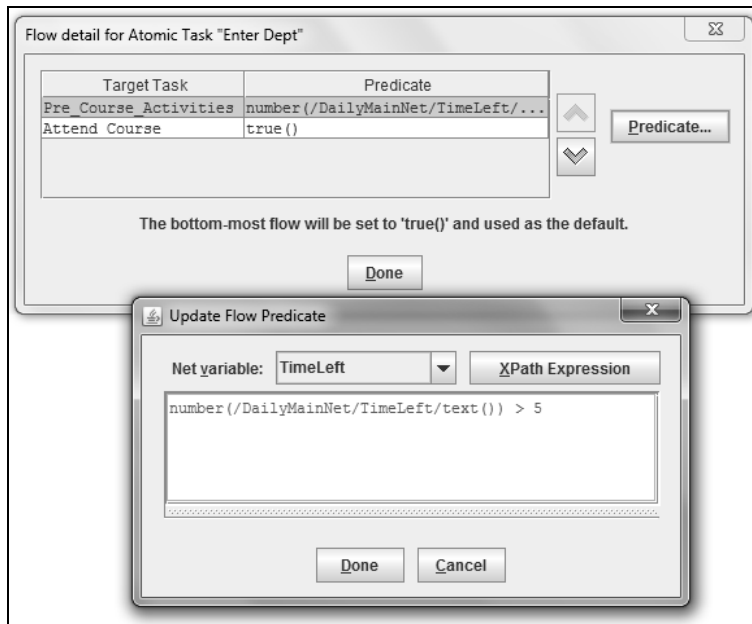 Flow detail for Atomic Task "Enter Dept"
Target Task Predicate
Pre_Course_Activities number(/DailyMainNet/TimeLeft/...
Attend Course true()
Predicate...
The bottom-most flow will be set to 'true()' and used as the default.
Done
Update Flow Predicate
Net variable: TimeLeft XPath Expression
number(/DailyMainNet/TimeLeft/text()) > 5
Done Cancel